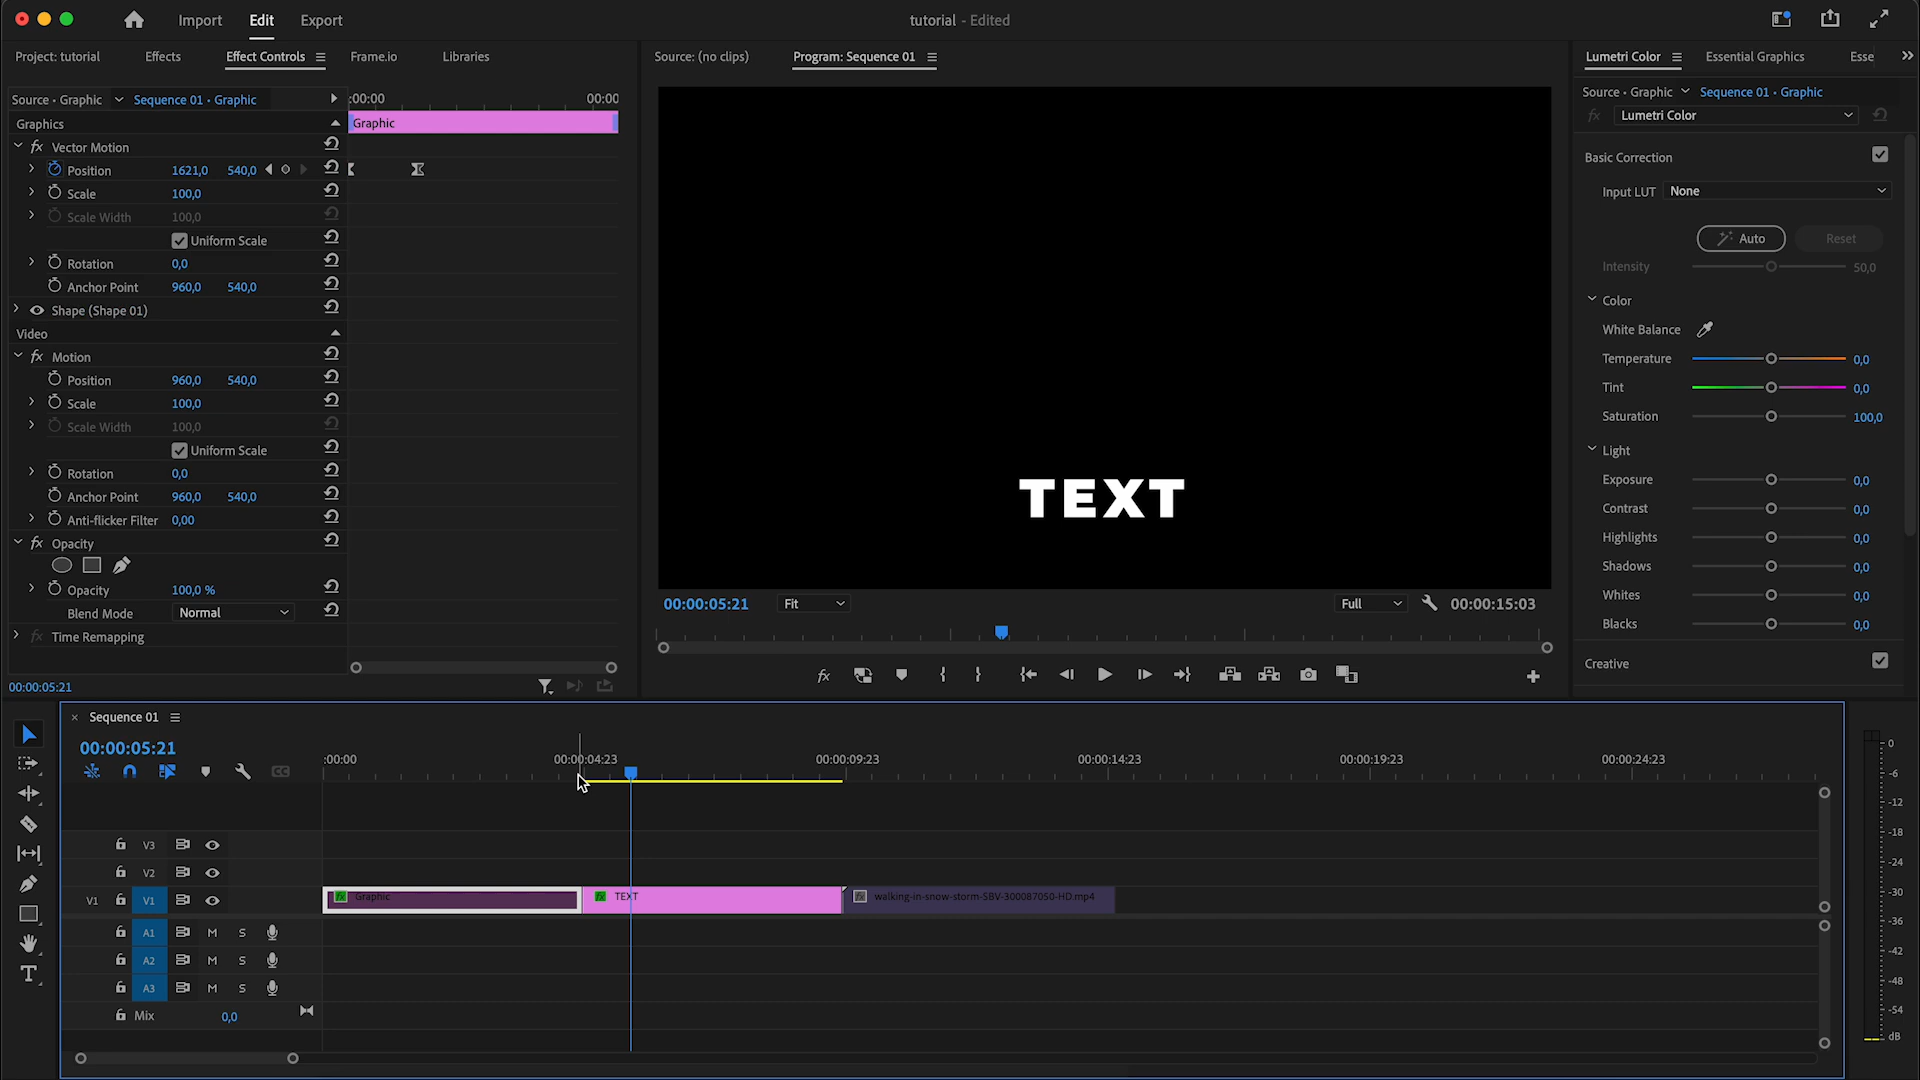 Import Edit Export
tutorial - Edited
Project: tutorial Effects Effect Controls Frame.io Libraries
Source · Graphic Sequence 01 · Graphic
:00:00 00:00
Graphics
Graphic
fx Vector Motion
Position 1621,0 540,0
Scale 100,0
Scale Width 100,0
Uniform Scale
Rotation 0,0
Anchor Point 960,0 540,0
Shape (Shape 01)
Video
fx Motion
Position 960,0 540,0
Scale 100,0
Scale Width 100,0
Uniform Scale
Rotation 0,0
Anchor Point 960,0 540,0
Anti-flicker Filter 0,00
fx Opacity
Opacity 100,0 %
Blend Mode Normal
fx Time Remapping
00:00:05:21
Source: (no clips) Program: Sequence 01
TEXT
00:00:05:21 Fit Full 00:00:15:03
fx
Lumetri Color Essential Graphics Esse
Source · Graphic Sequence 01 · Graphic
fx Lumetri Color
Basic Correction
Input LUT None
Auto Reset
Intensity 50,0
Color
White Balance
Temperature 0,0
Tint 0,0
Saturation 100,0
Light
Exposure 0,0
Contrast 0,0
Highlights 0,0
Shadows 0,0
Whites 0,0
Blacks 0,0
Creative
× Sequence 01
00:00:05:21
:00:00 00:00:04:23 00:00:09:23 00:00:14:23 00:00:19:23 00:00:24:23
V3
V2
V1 V1 fx Graphic fx TEXT fx walking-in-snow-storm-SBV-300087050-HD.mp4
A1 M S
A2 M S
A3 M S
Mix 0,0
0
-6
-12
-18
-24
-30
-36
-42
-48
-54
dB